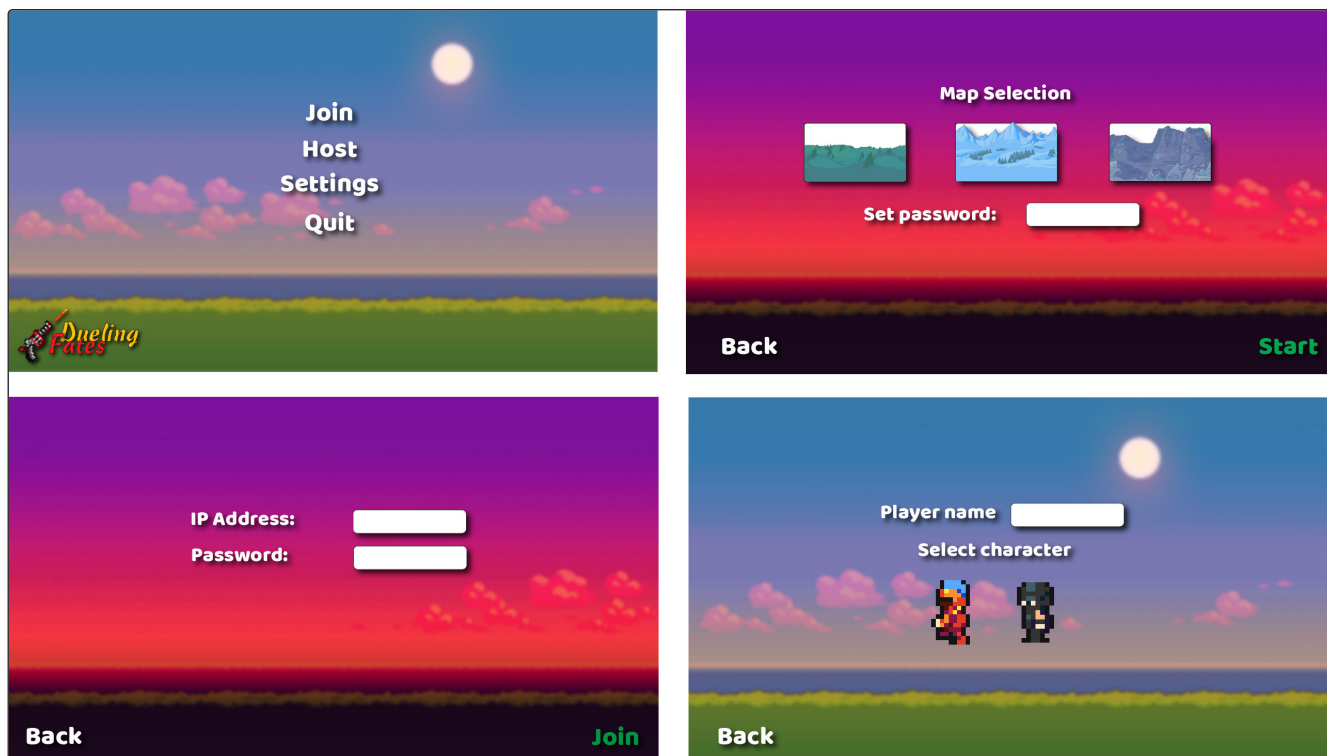 Join
Host
Settings
Quit
Dueling
Fates
Map Selection
Set password:
Back
Start
IP Address:
Password:
Back
Join
Player name
Select character
Back